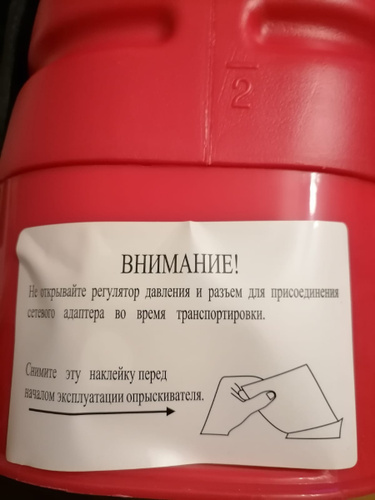 2
ВНИМАНИЕ!
Не открывайте регулятор давления и разъем для присоединения
сетевого адаптера во время транспортировки.
Снимите эту наклейку перед
началом эксплуатации опрыскивателя.